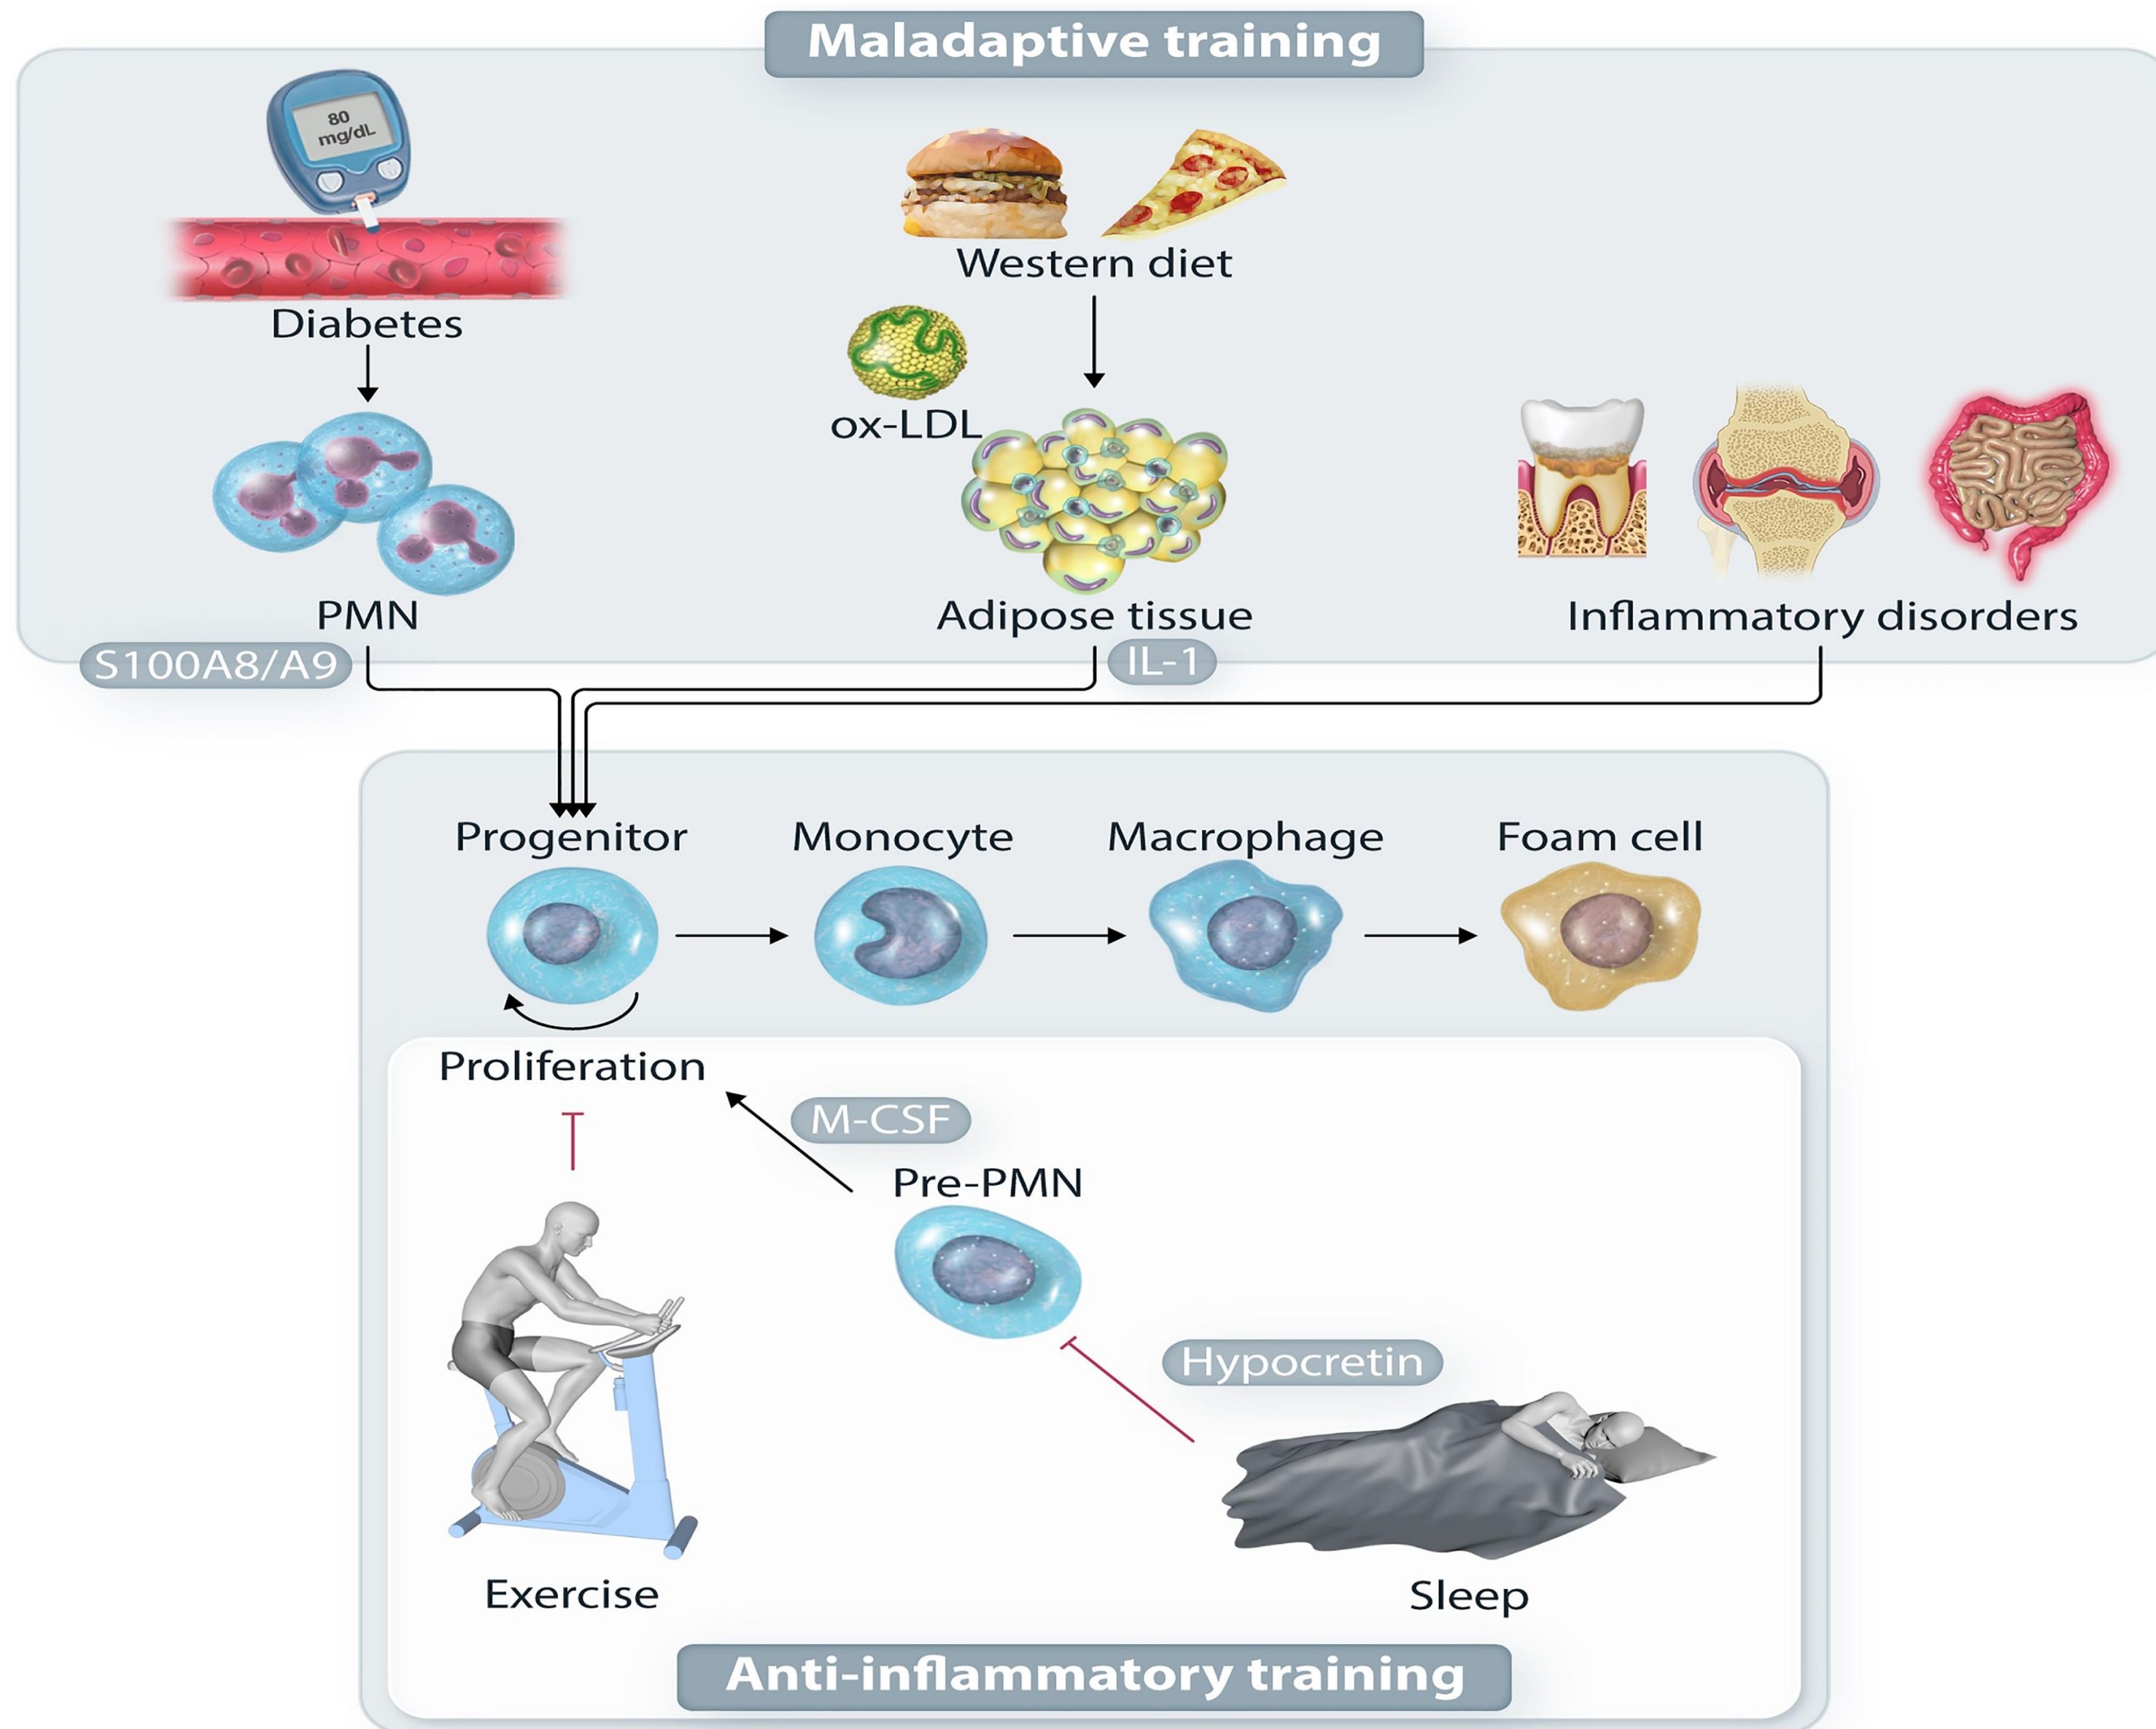 Maladaptive training
80
mg/dL
Diabetes
PMN
S100A8/A9
Western diet
ox-LDL
Adipose tissue
IL-1
Inflammatory disorders
Progenitor
Monocyte
Macrophage
Foam cell
Proliferation
M-CSF
Pre-PMN
Hypocretin
Exercise
Sleep
Anti-inflammatory training